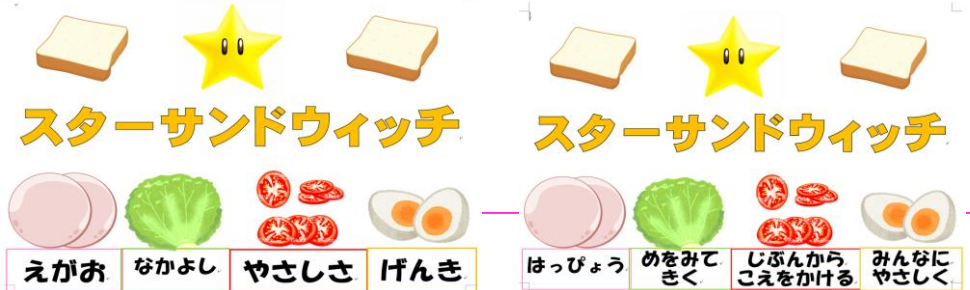 スターサンドウィッチ
えがお
なかよし
やさしさ
げんき
スターサンドウィッチ
はっぴょう
めをみて
きく
じぶんから
こえをかける
みんなに
やさしく